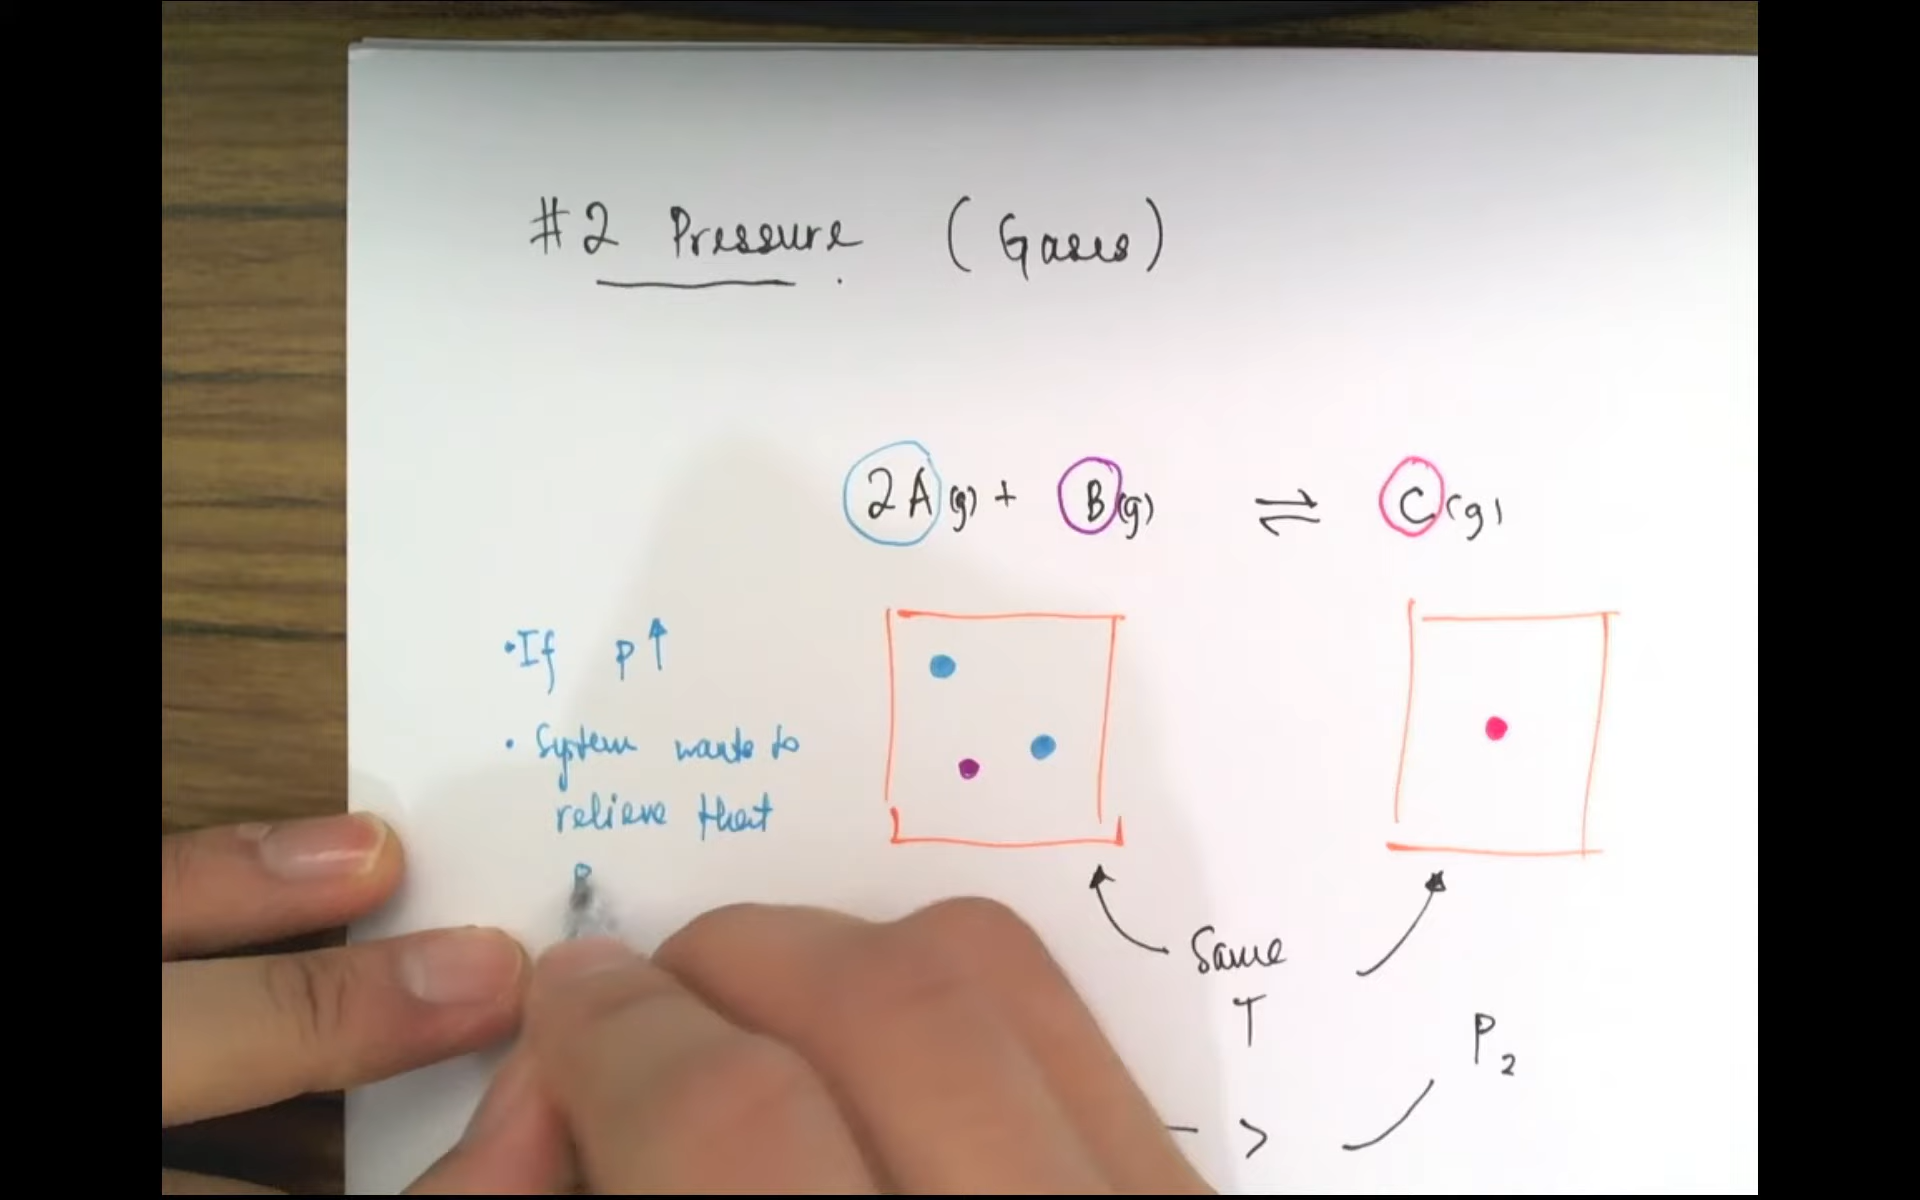 #2 Pressure (Gases)
2A(g) + B(g) ⇌ C(g)
• If p↑
• System wants to
relieve that
P
Same
T
P₂
>